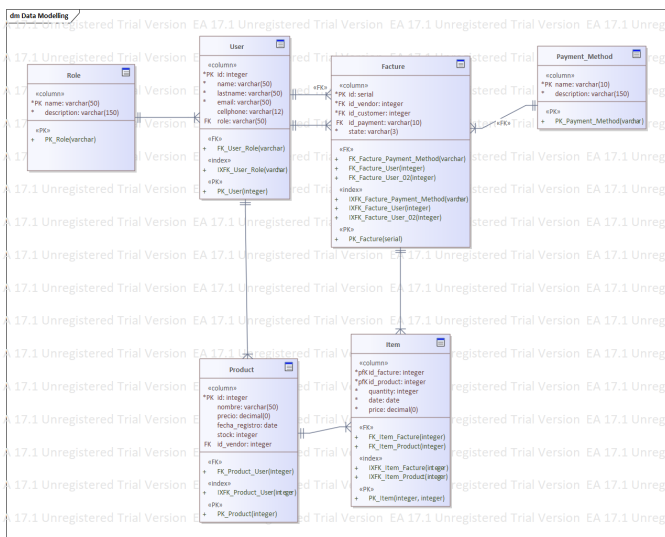 dm Data Modelling
EA 17.1 Unregistered Trial Version
Role
«column»
*PK name: varchar(50)
* description: varchar(150)
«PK»
+ PK_Role(varchar)
User
«column»
*PK id: integer
* name: varchar(50)
* lastname: varchar(50)
* email: varchar(50)
cellphone: varchar(12)
FK role: varchar(50)
«FK»
+ FK_User_Role(varchar)
«index»
+ IXFK_User_Role(varchar)
«PK»
+ PK_User(integer)
«FK»
Facture
«column»
*PK id: serial
*FK id_vendor: integer
*FK id_customer: integer
FK id_payment: varchar(10)
* state: varchar(3)
«FK»
+ FK_Facture_Payment_Method(varchar)
+ FK_Facture_User(integer)
+ FK_Facture_User_02(integer)
«index»
+ IXFK_Facture_Payment_Method(varchar)
+ IXFK_Facture_User(integer)
+ IXFK_Facture_User_02(integer)
«PK»
+ PK_Facture(serial)
«FK»
Payment_Method
«column»
*PK name: varchar(10)
* description: varchar(150)
«PK»
+ PK_Payment_Method(varchar)
Product
«column»
*PK id: integer
nombre: varchar(50)
precio: decimal(0)
fecha_registro: date
stock: integer
FK id_vendor: integer
«FK»
+ FK_Product_User(integer)
«index»
+ IXFK_Product_User(integer)
«PK»
+ PK_Product(integer)
Item
«column»
*pfK id_facture: integer
*pfK id_product: integer
* quantity: integer
* date: date
* price: decimal(0)
«FK»
+ FK_Item_Facture(integer)
+ FK_Item_Product(integer)
«index»
+ IXFK_Item_Facture(integer)
+ IXFK_Item_Product(integer)
«PK»
+ PK_Item(integer, integer)